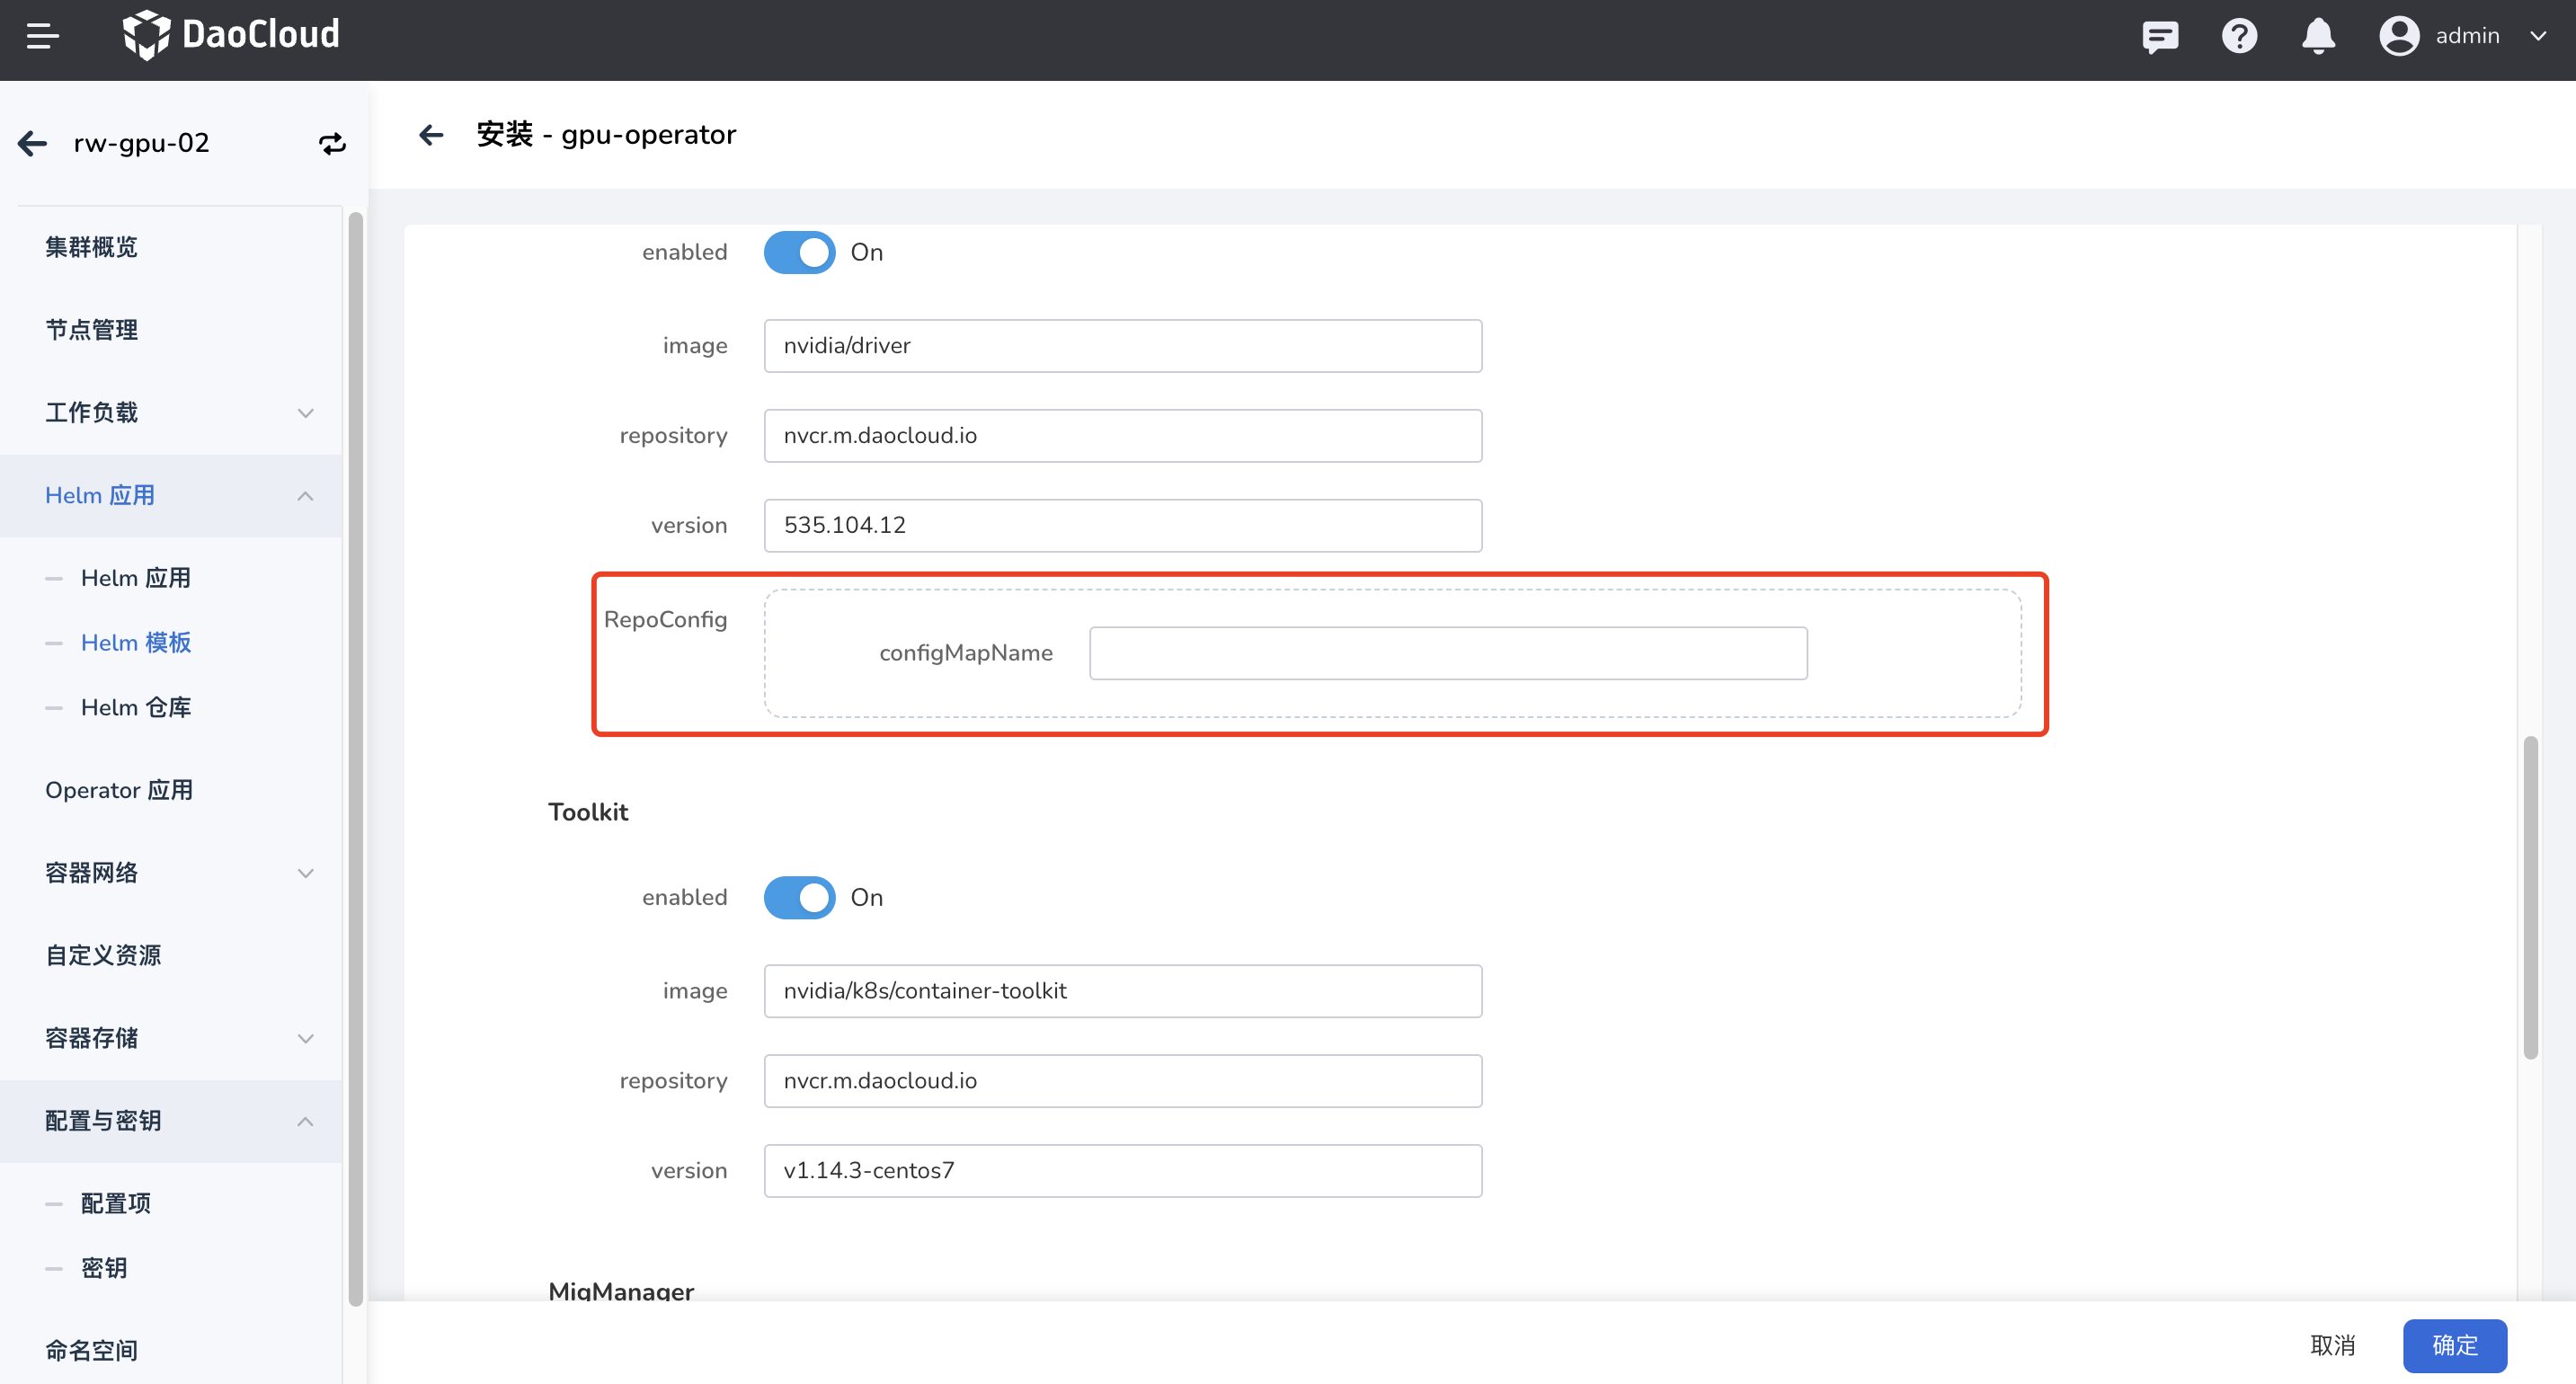 DaoCloud
admin
rw-gpu-02
集群概览
节点管理
工作负载
Helm 应用
Helm 应用
Helm 模板
Helm 仓库
Operator 应用
容器网络
自定义资源
容器存储
配置与密钥
配置项
密钥
命名空间
安装 - gpu-operator
enabled On
image nvidia/driver
repository nvcr.m.daocloud.io
version 535.104.12
RepoConfig
configMapName
Toolkit
enabled On
image nvidia/k8s/container-toolkit
repository nvcr.m.daocloud.io
version v1.14.3-centos7
MigManager
取消 确定